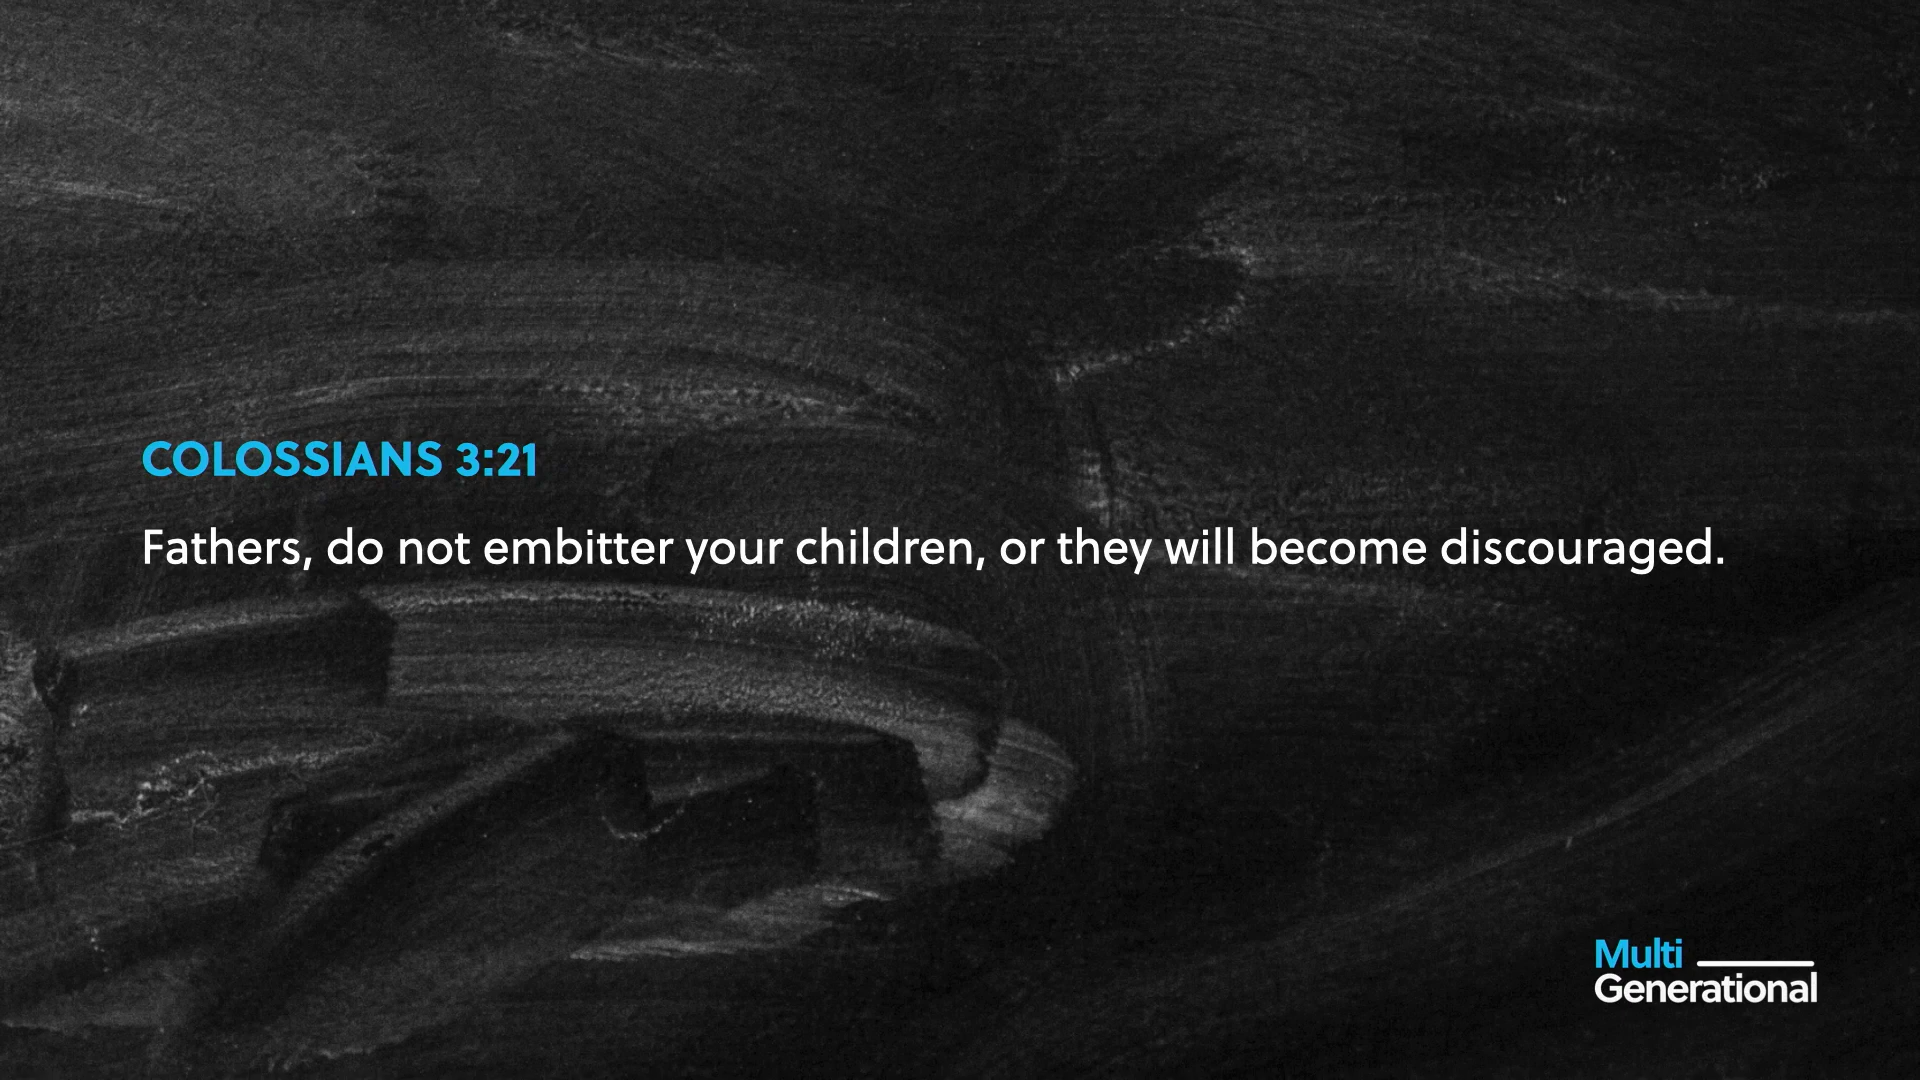 COLOSSIANS 3:21
Fathers, do not embitter your children, or they will become discouraged.
Multi
Generational